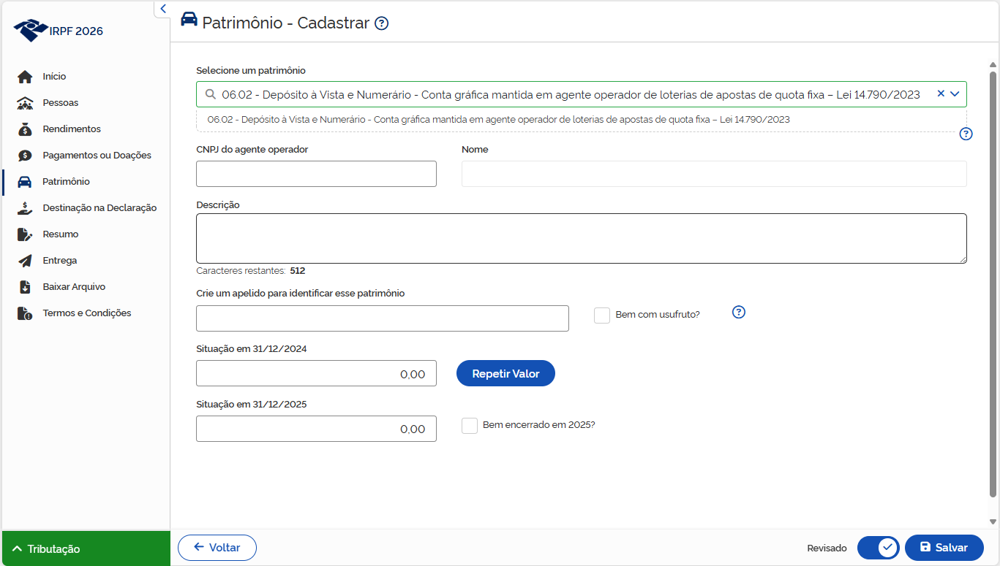 IRPF 2026
Início
Pessoas
Rendimentos
Pagamentos ou Doações
Patrimônio
Destinação na Declaração
Resumo
Entrega
Baixar Arquivo
Termos e Condições
Tributação
Patrimônio - Cadastrar ?
Selecione um patrimônio
06.02 - Depósito à Vista e Numerário - Conta gráfica mantida em agente operador de loterias de apostas de quota fixa – Lei 14.790/2023
06.02 - Depósito à Vista e Numerário - Conta gráfica mantida em agente operador de loterias de apostas de quota fixa – Lei 14.790/2023
?
CNPJ do agente operador
Nome
Descrição
Caracteres restantes: 512
Crie um apelido para identificar esse patrimônio
Bem com usufruto? ?
Situação em 31/12/2024
0,00
Repetir Valor
Situação em 31/12/2025
0,00
Bem encerrado em 2025?
Voltar
Revisado
Salvar